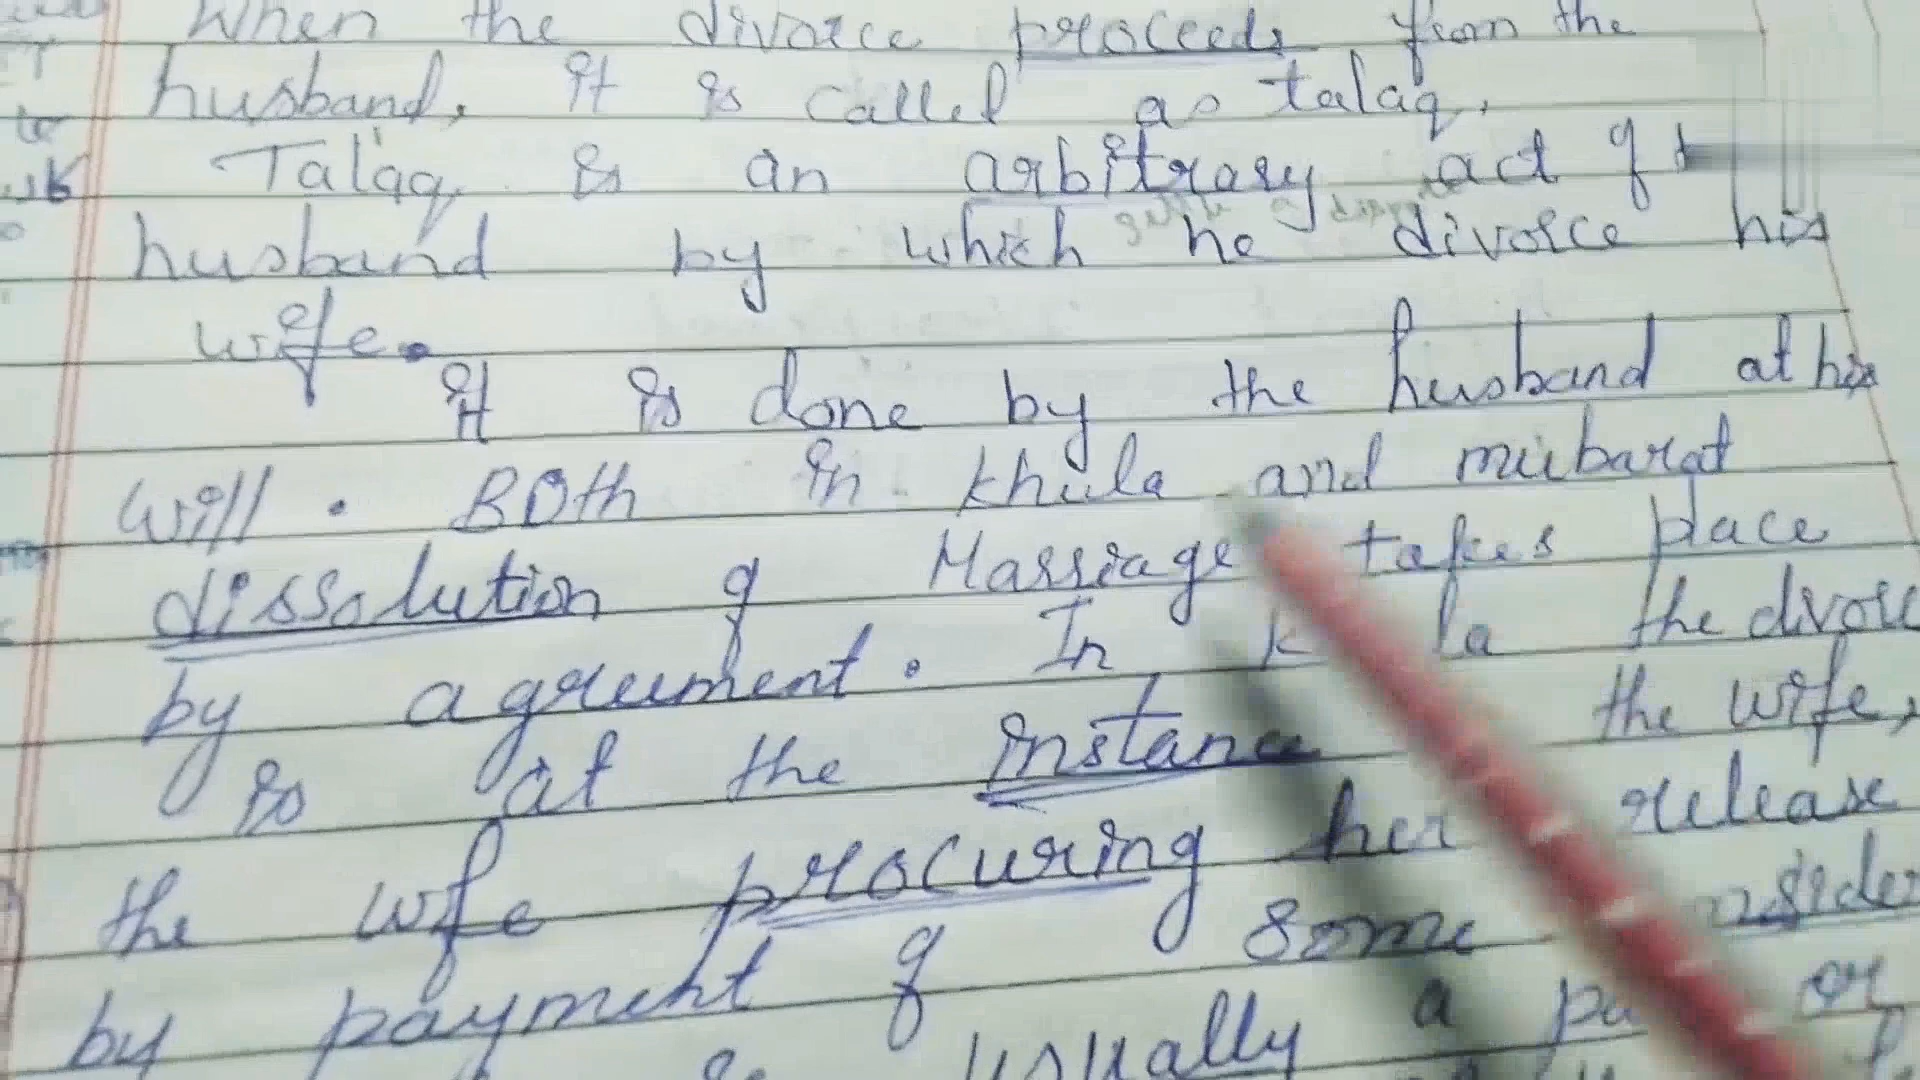 When the divorce proceeds from the
husband, it is called as talaq.
Talaq is an arbitrary act of
husband by which he divorce his
wife.
It is done by the husband at his
will. BOth in khula and mubarat
dissolution of Marriage takes place
by agreement. In the
is at the instance the wife,
the wife procuring her release
by payment of some
usually a or